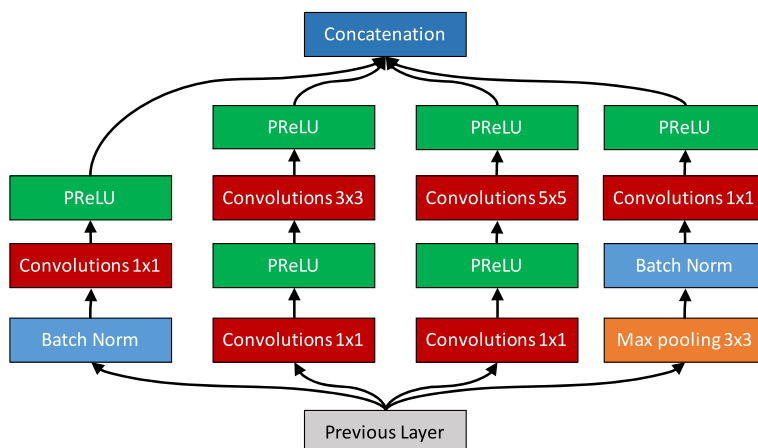 Concatenation
PReLU
PReLU
PReLU
PReLU
Convolutions 3x3
Convolutions 5x5
Convolutions 1x1
Convolutions 1x1
PReLU
PReLU
Batch Norm
Batch Norm
Convolutions 1x1
Convolutions 1x1
Max pooling 3x3
Previous Layer